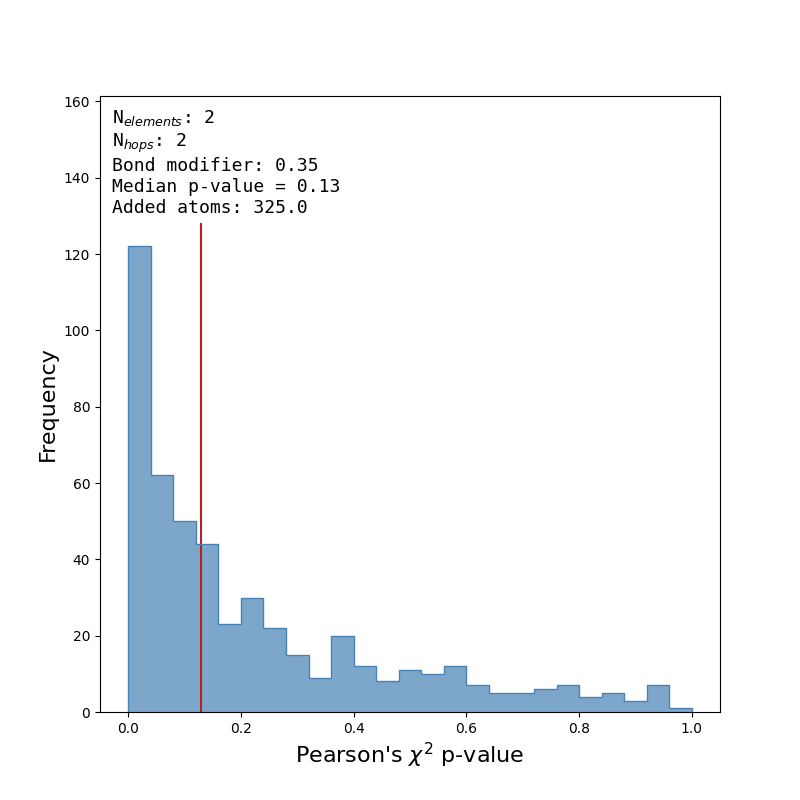 160
140
120
100
80
60
40
20
0
Frequency
N_elements: 2
N_hops: 2
Bond modifier: 0.35
Median p-value = 0.13
Added atoms: 325.0
0.0 0.2 0.4 0.6 0.8 1.0
Pearson's χ² p-value